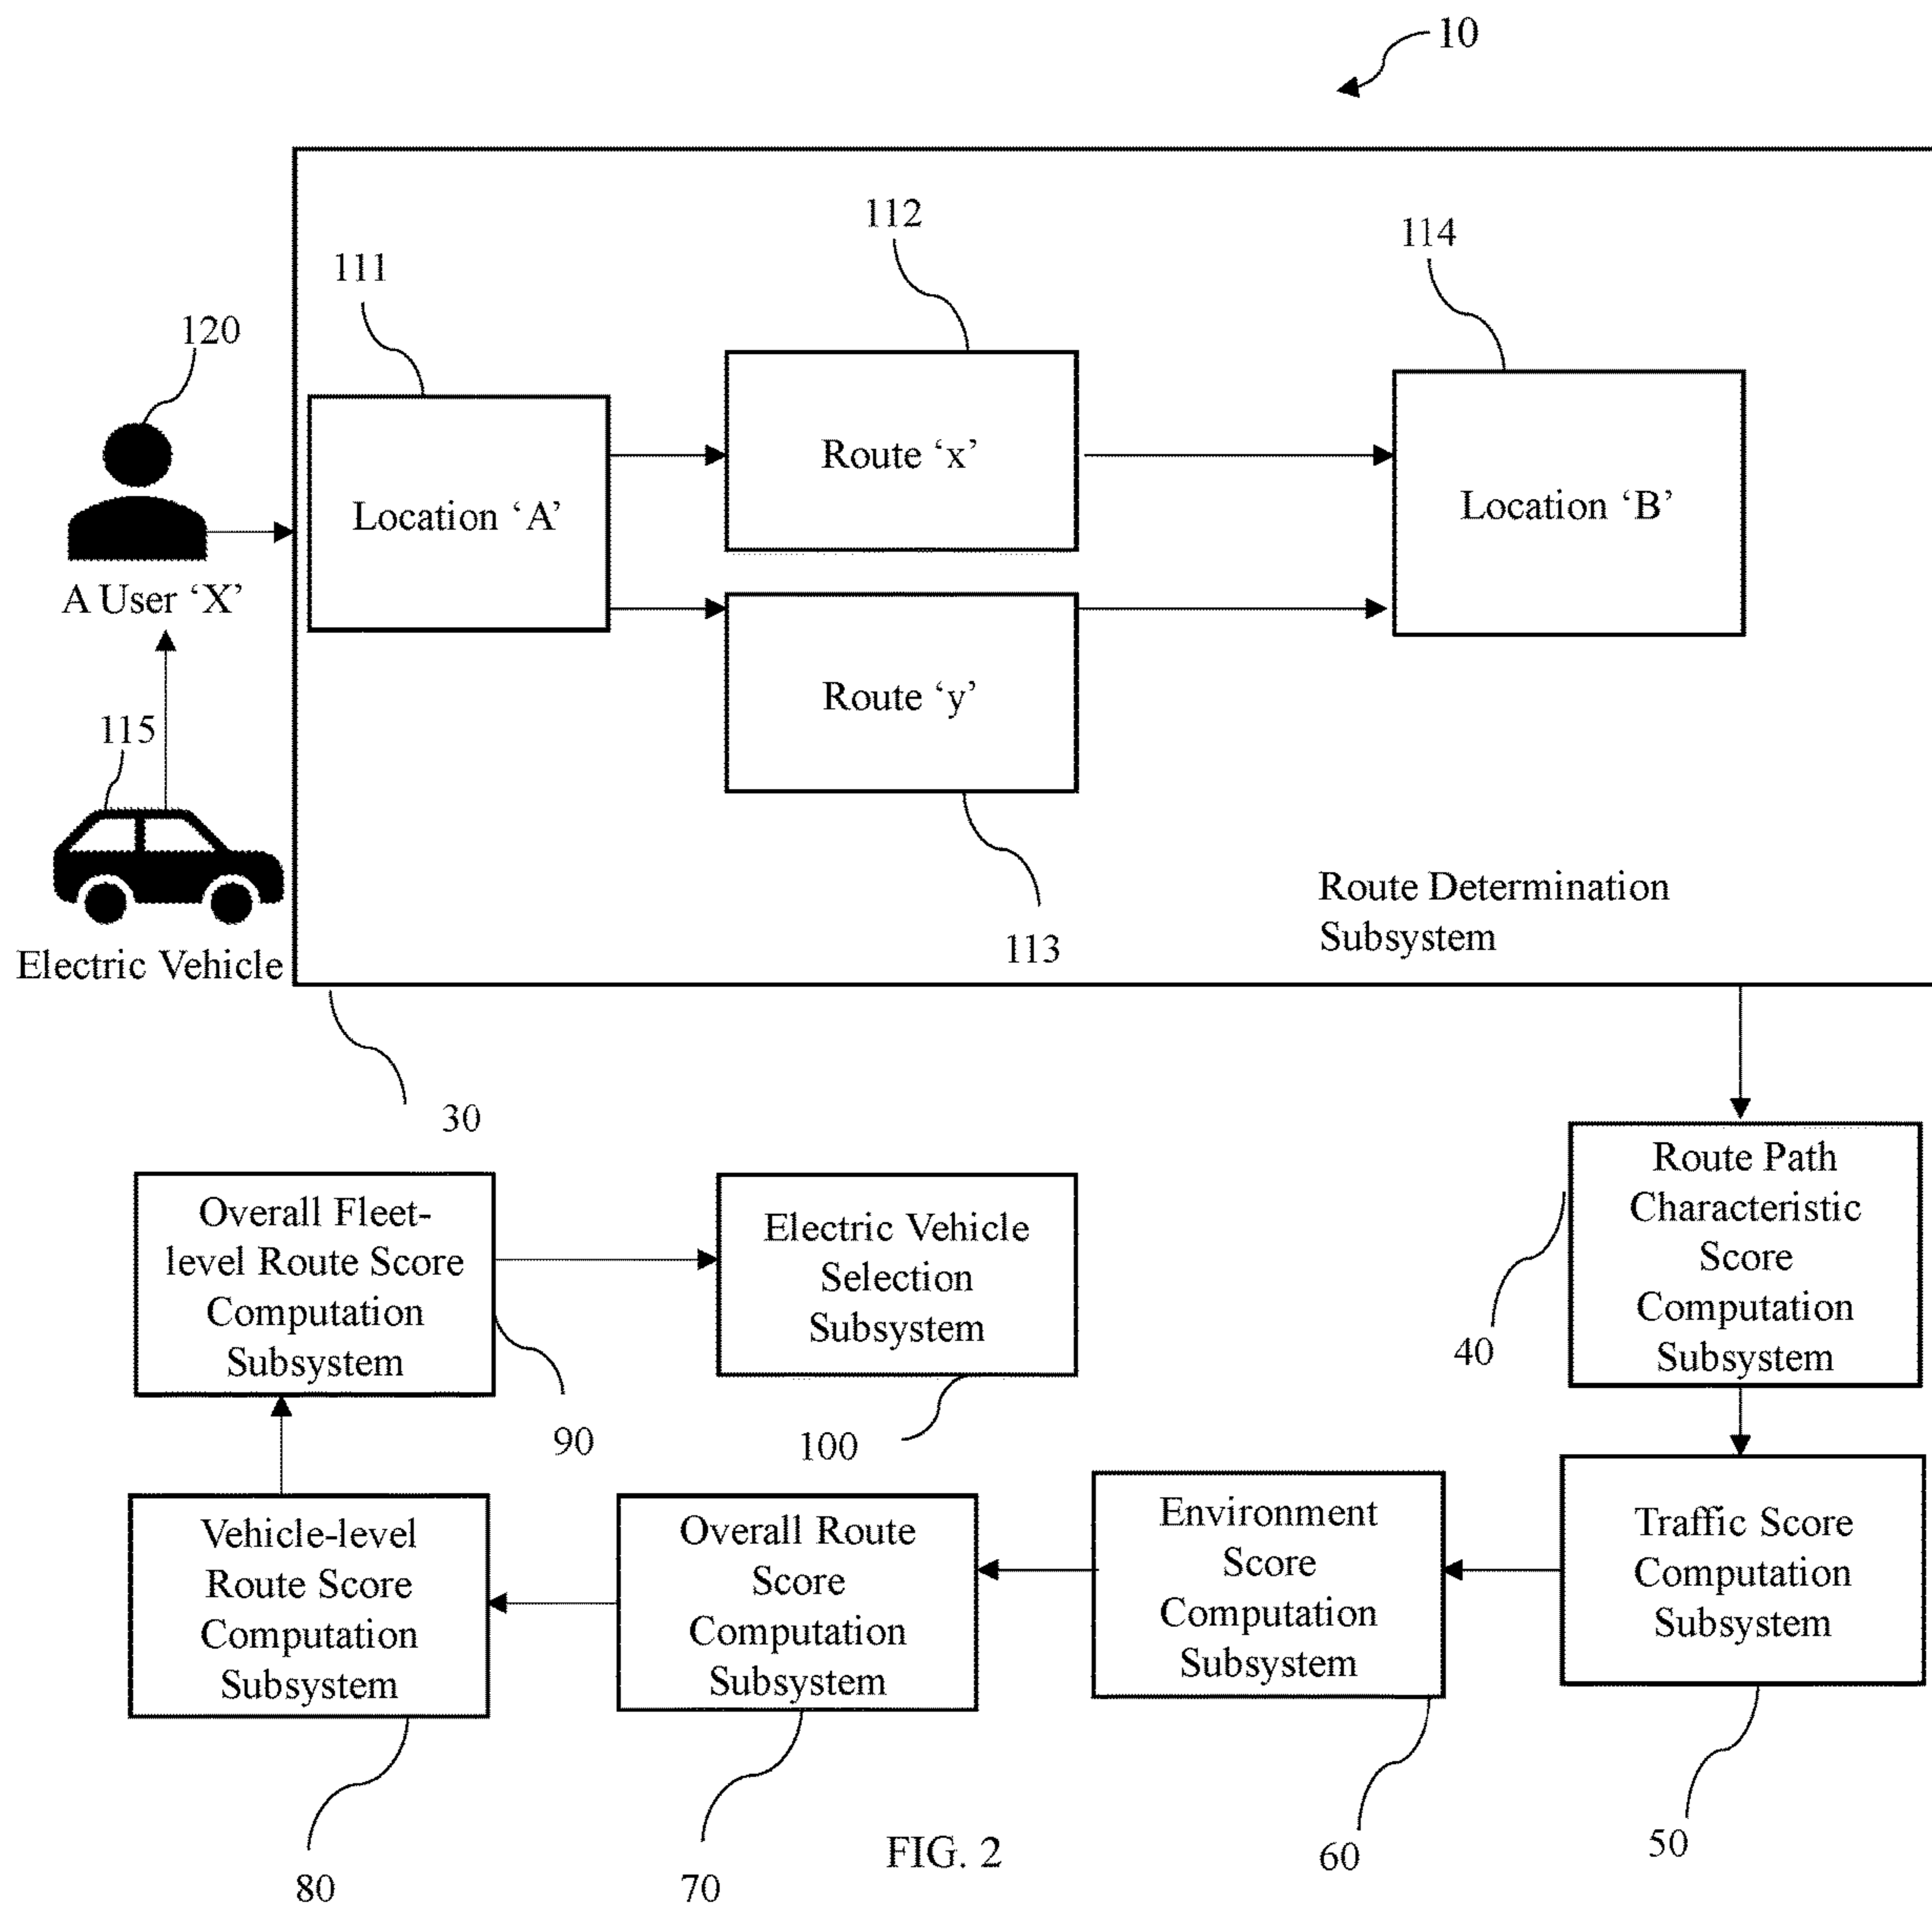 10
112
114
111
120
Route ‘x’
Location ‘A’
Location ‘B’
A User ‘X’
Route ‘y’
115
Route Determination
Subsystem
113
Electric Vehicle
30
Route Path
Characteristic
Score
Computation
Subsystem
40
Overall Fleet-
level Route Score
Computation
Subsystem
90
Electric Vehicle
Selection
Subsystem
100
Traffic Score
Computation
Subsystem
50
Environment
Score
Computation
Subsystem
60
Overall Route
Score
Computation
Subsystem
70
Vehicle-level
Route Score
Computation
Subsystem
80
FIG. 2